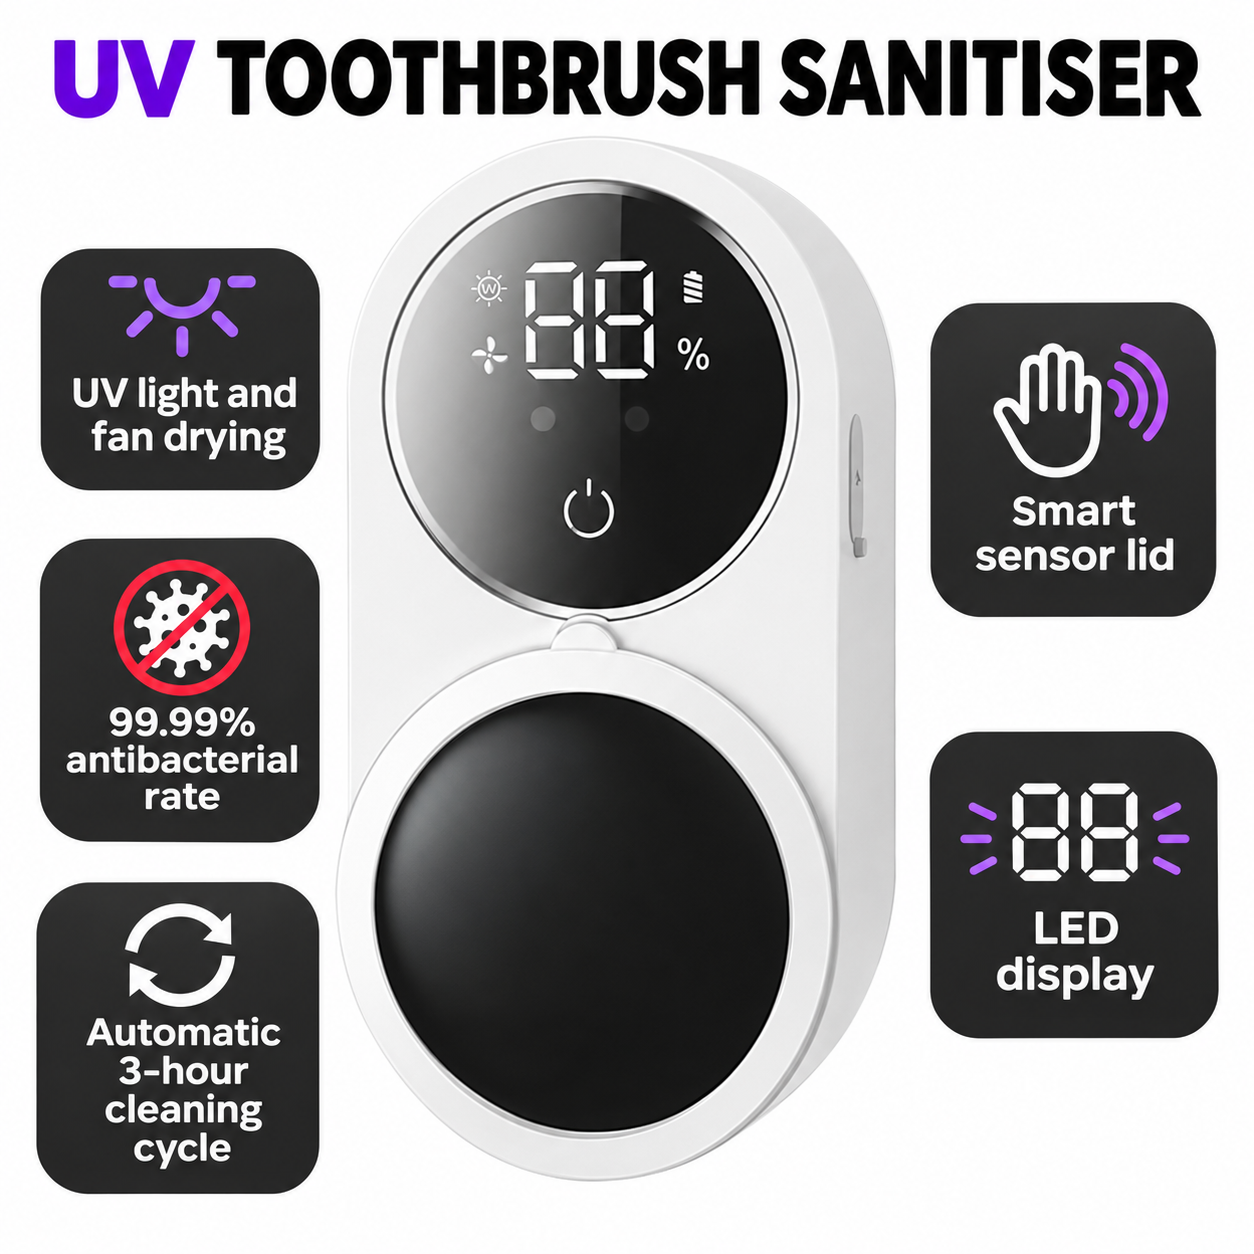 UV TOOTHBRUSH SANITISER
UV light and
fan drying
99.99%
antibacterial
rate
Automatic
3-hour
cleaning
cycle
W
88
%
Smart
sensor lid
88
LED
display